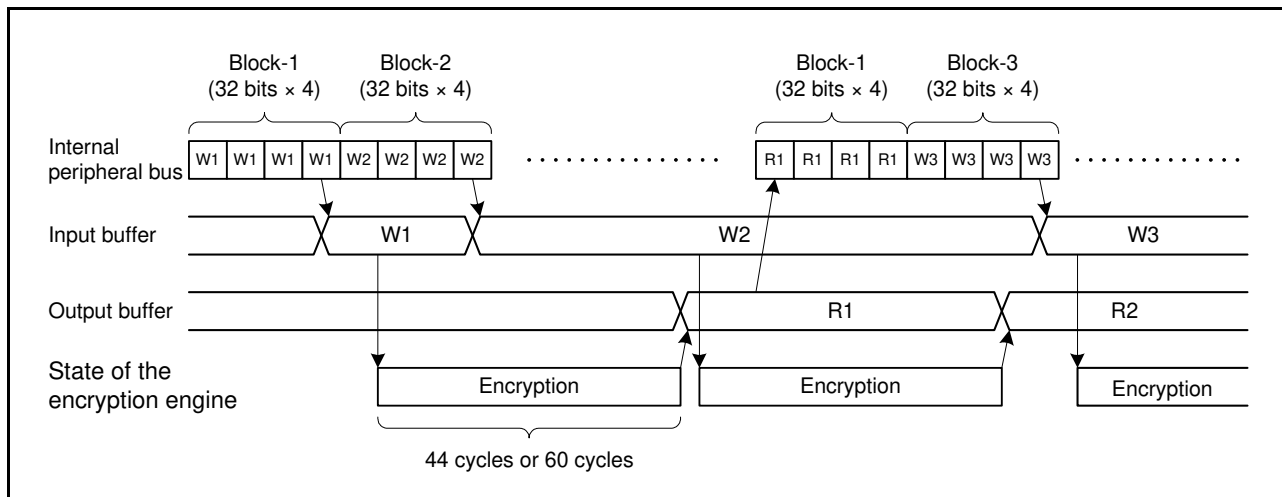 Block-1
(32 bits × 4)
Block-2
(32 bits × 4)
Block-1
(32 bits × 4)
Block-3
(32 bits × 4)
Internal
peripheral bus
W1 W1 W1 W1 W2 W2 W2 W2 R1 R1 R1 R1 W3 W3 W3 W3
Input buffer
W1 W2 W3
Output buffer
R1 R2
State of the
encryption engine
Encryption Encryption Encryption
44 cycles or 60 cycles